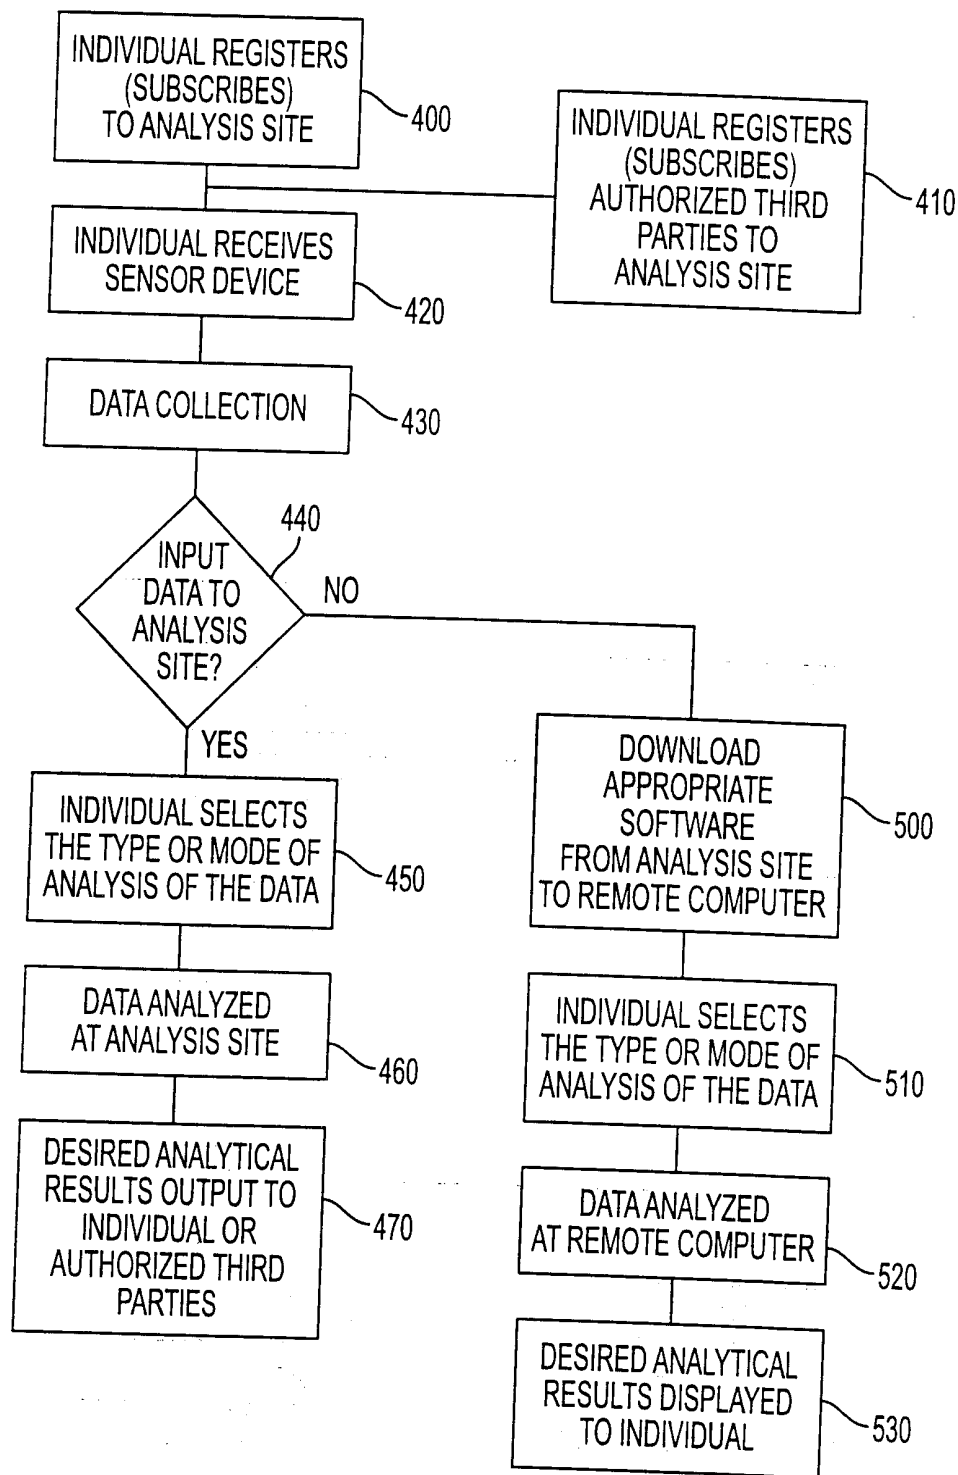 INDIVIDUAL REGISTERS
(SUBSCRIBES)
TO ANALYSIS SITE
400
INDIVIDUAL REGISTERS
(SUBSCRIBES)
AUTHORIZED THIRD
PARTIES TO
ANALYSIS SITE
410
INDIVIDUAL RECEIVES
SENSOR DEVICE
420
DATA COLLECTION
430
440
INPUT
DATA TO
ANALYSIS
SITE?
NO
YES
INDIVIDUAL SELECTS
THE TYPE OR MODE OF
ANALYSIS OF THE DATA
450
DATA ANALYZED
AT ANALYSIS SITE
460
DESIRED ANALYTICAL
RESULTS OUTPUT TO
INDIVIDUAL OR
AUTHORIZED THIRD
PARTIES
470
DOWNLOAD
APPROPRIATE
SOFTWARE
FROM ANALYSIS SITE
TO REMOTE COMPUTER
500
INDIVIDUAL SELECTS
THE TYPE OR MODE OF
ANALYSIS OF THE DATA
510
DATA ANALYZED
AT REMOTE COMPUTER
520
DESIRED ANALYTICAL
RESULTS DISPLAYED
TO INDIVIDUAL
530